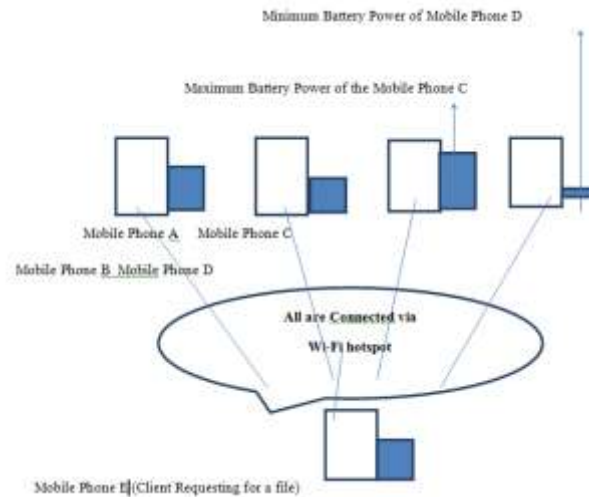 Minimum Battery Power of Mobile Phone D
Maximum Battery Power of the Mobile Phone C
Mobile Phone A Mobile Phone C
Mobile Phone B Mobile Phone D
All are Connected via
Wi-Fi hotspot
Mobile Phone E(Client Requesting for a file)